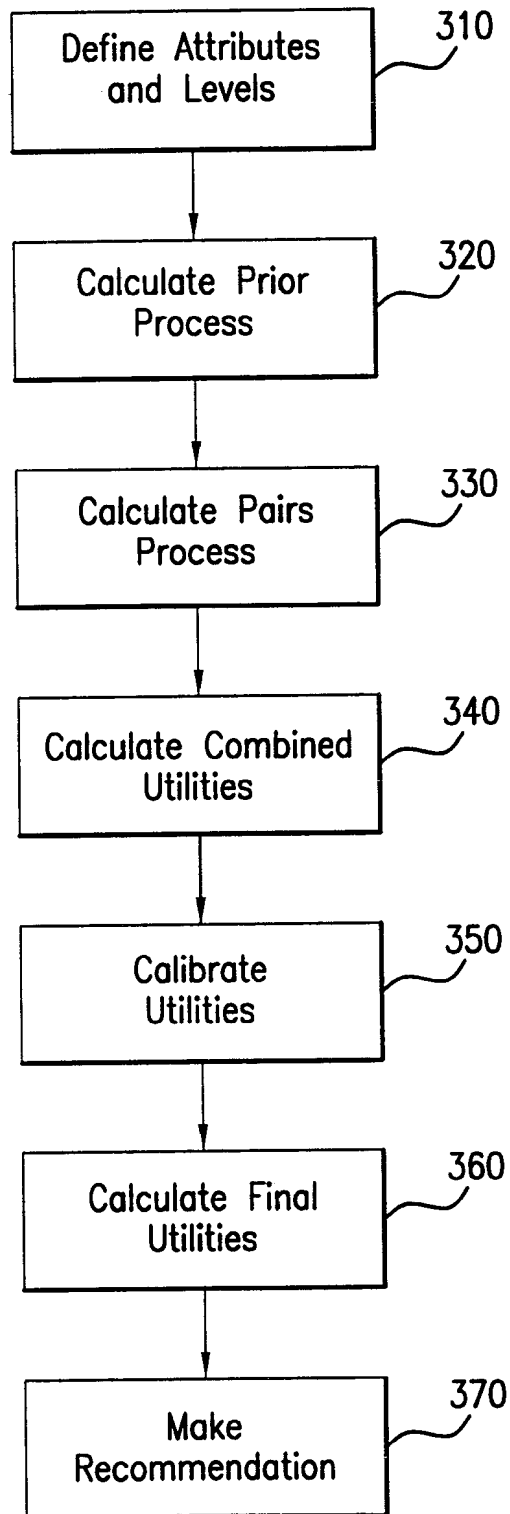 Define Attributes
and Levels
310
Calculate Prior
Process
320
Calculate Pairs
Process
330
Calculate Combined
Utilities
340
Calibrate
Utilities
350
Calculate Final
Utilities
360
Make
Recommendation
370